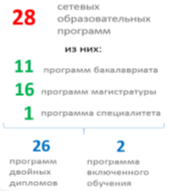 28 сетевых
образовательных
программ
из них:
11 программ бакалавриата
16 программ магистратуры
1 программа специалитета
26 2
программ программа
двойных включенного
дипломов обучения